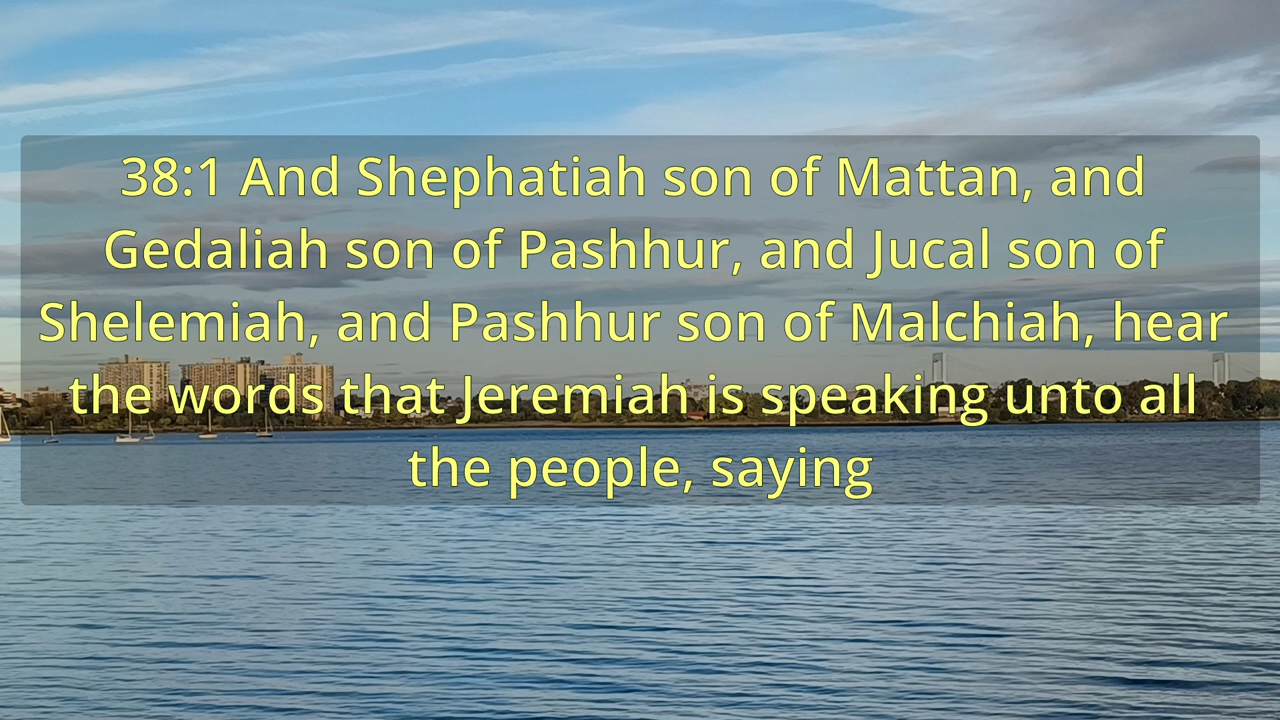 38:1 And Shephatiah son of Mattan, and
Gedaliah son of Pashhur, and Jucal son of
Shelemiah, and Pashhur son of Malchiah, hear
the words that Jeremiah is speaking unto all
the people, saying